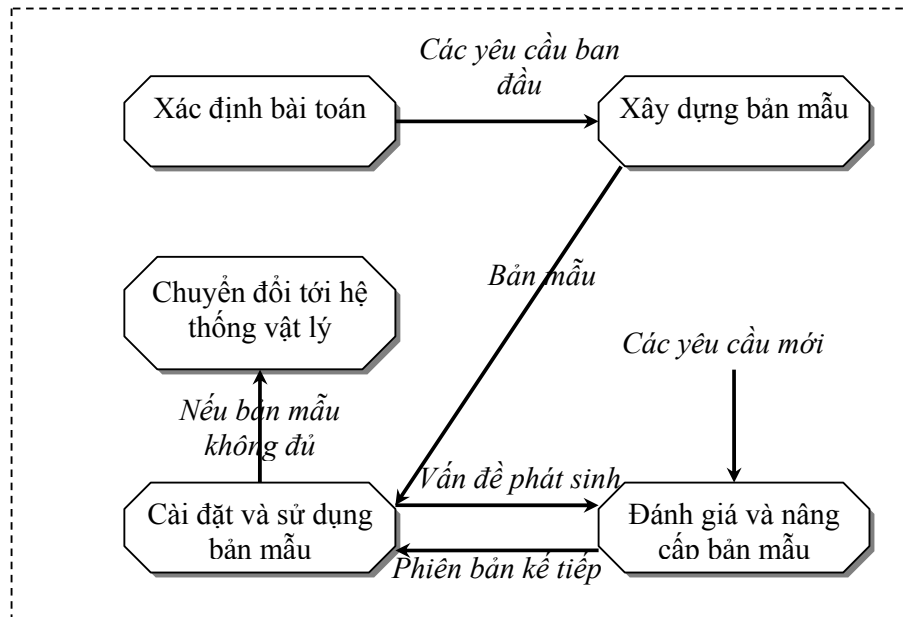 Các yêu cầu ban
đầu
Xác định bài toán
Xây dựng bản mẫu
Bản mẫu
Chuyển đổi tới hệ
thống vật lý
Các yêu cầu mới
Nếu bản mẫu
không đủ
Vấn đề phát sinh
Cài đặt và sử dụng
bản mẫu
Đánh giá và nâng
cấp bản mẫu
Phiên bản kế tiếp